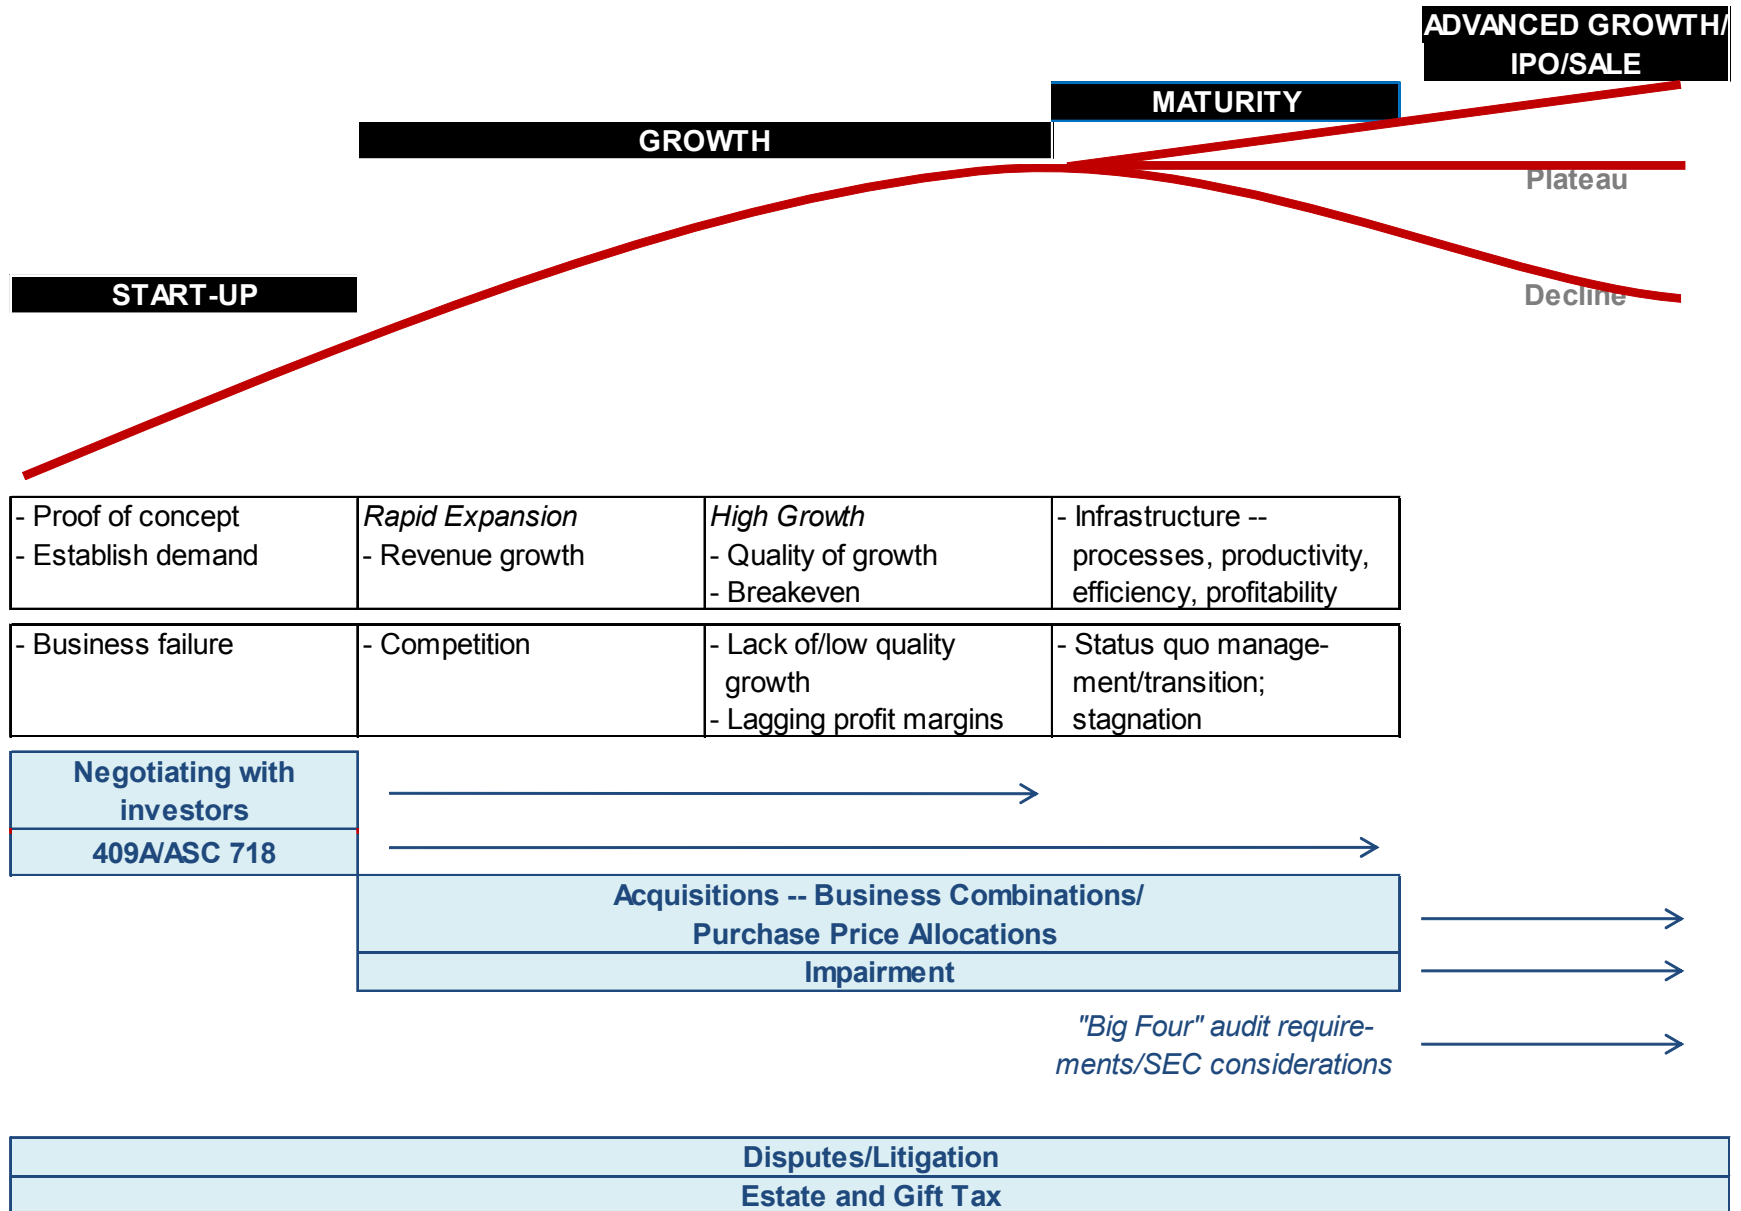 ADVANCED GROWTH/
IPO/SALE
MATURITY
GROWTH
Plateau
START-UP
Decline
- Proof of concept
- Establish demand
Rapid Expansion
- Revenue growth
High Growth
- Quality of growth
- Breakeven
- Infrastructure --
processes, productivity,
efficiency, profitability
- Business failure
- Competition
- Lack of/low quality
growth
- Lagging profit margins
- Status quo manage-
ment/transition;
stagnation
Negotiating with
investors
409A/ASC 718
Acquisitions -- Business Combinations/
Purchase Price Allocations
Impairment
"Big Four" audit require-
ments/SEC considerations
Disputes/Litigation
Estate and Gift Tax